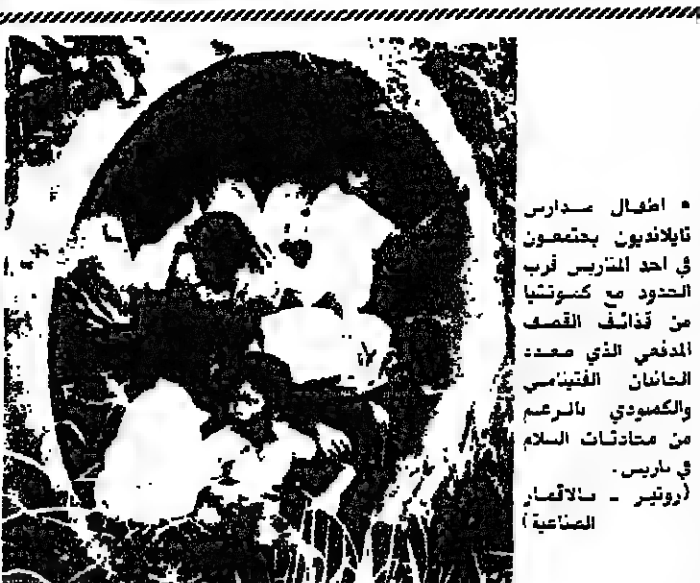 • اطفال مدارس
تايلانديون يحتمون
في احد المتاريس قرب
الحدود مع كمبوتشيا
من قذائف القصف
المدفعي الذي صعده
الجانبان الفيتنامي
والكمبودي بالرغم
من محادثات السلام
في باريس.
(رويتر - بالاقمار
الصناعية)